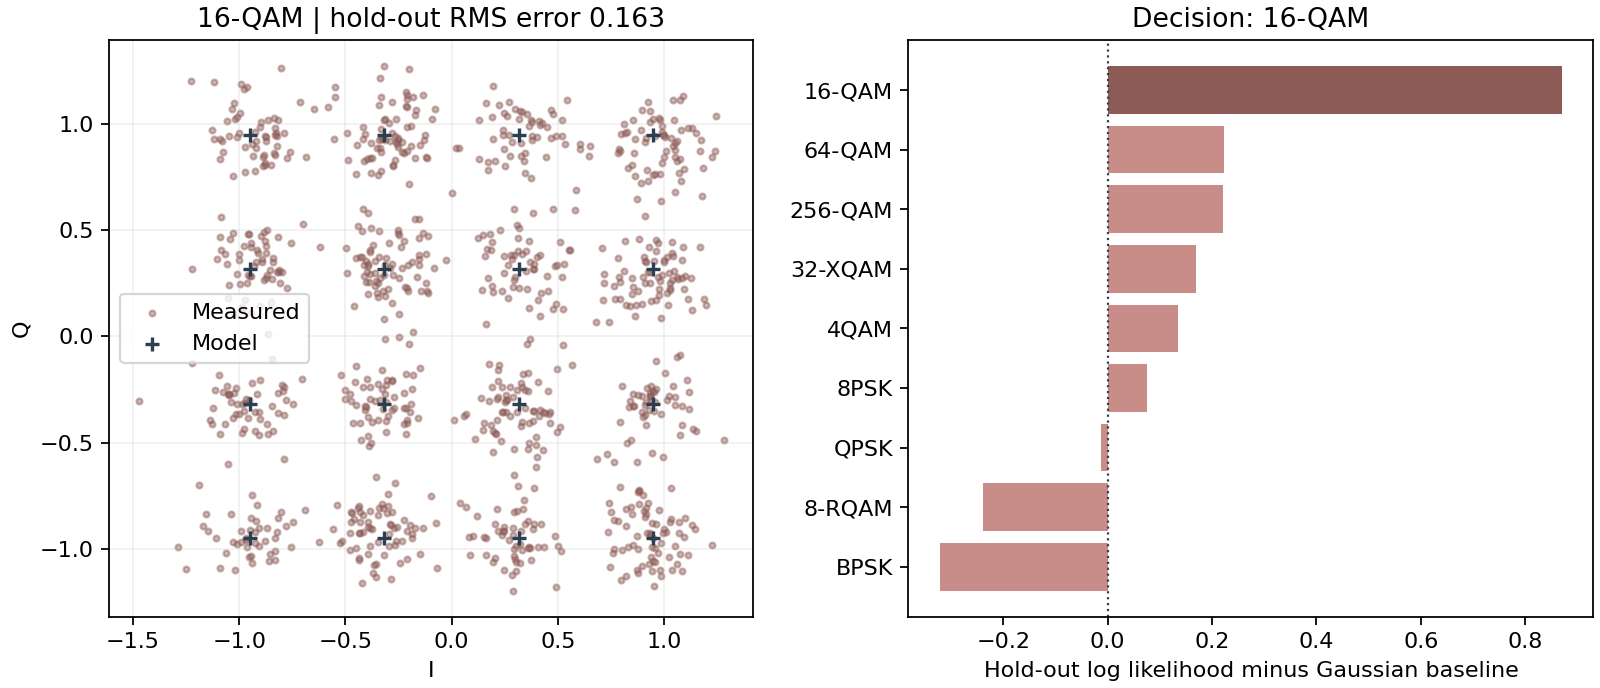 16-QAM | hold-out RMS error 0.163
1.0
0.5
0.0
−0.5
−1.0
Q
Measured
Model
−1.5
−1.0
−0.5
0.0
0.5
1.0
I
Decision: 16-QAM
16-QAM
64-QAM
256-QAM
32-XQAM
4QAM
8PSK
QPSK
8-RQAM
BPSK
−0.2
0.0
0.2
0.4
0.6
0.8
Hold-out log likelihood minus Gaussian baseline